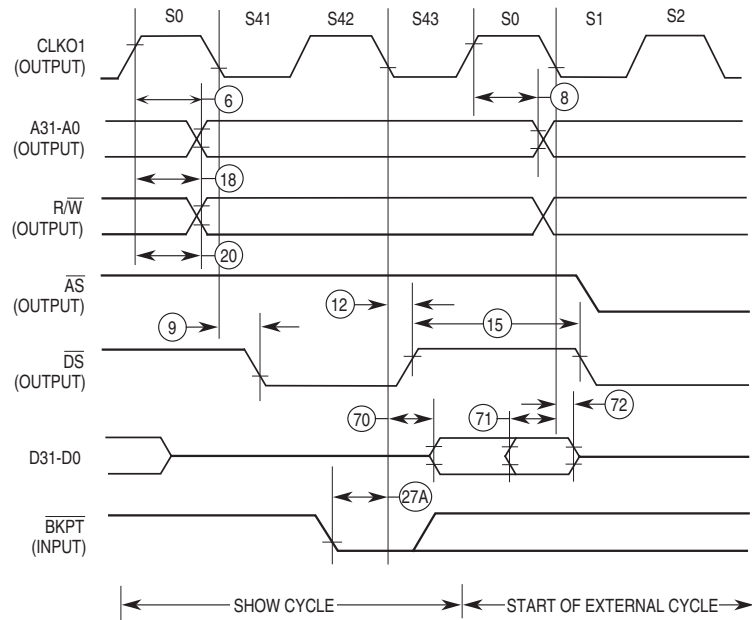 S0 S41 S42 S43 S0 S1 S2
CLKO1
(OUTPUT)
6
8
A31-A0
(OUTPUT)
18
R/W
(OUTPUT)
20
AS
(OUTPUT)
12
9
15
DS
(OUTPUT)
70
71
72
D31-D0
27A
BKPT
(INPUT)
SHOW CYCLE
START OF EXTERNAL CYCLE